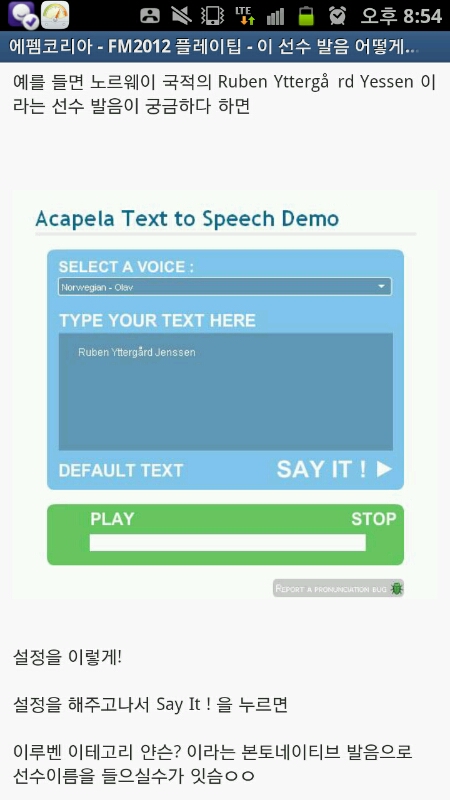 LTE
오후 8:54
에펨코리아 - FM2012 플레이팁 - 이 선수 발음 어떻게...
예를 들면 노르웨이 국적의 Ruben Yttergå rd Yessen 이
라는 선수 발음이 궁금하다 하면
Acapela Text to Speech Demo
SELECT A VOICE :
Norwegian - Olav
TYPE YOUR TEXT HERE
Ruben Yttergård Jenssen
DEFAULT TEXT
SAY IT !
PLAY
STOP
REPORT A PRONUNCIATION BUG
설정을 이렇게!
설정을 해주고나서 Say It ! 을 누르면
이루벤 이테고리 얀슨? 이라는 본토네이티브 발음으로
선수이름을 들으실수가 잇슴ㅇㅇ